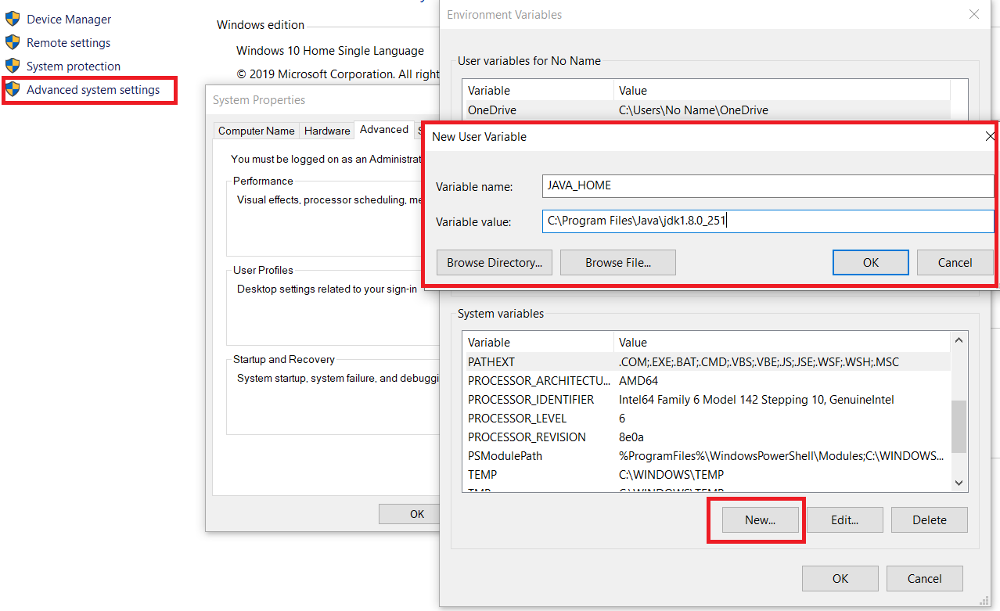 Device Manager
Remote settings
System protection
Advanced system settings
Windows edition
Windows 10 Home Single Language
© 2019 Microsoft Corporation. All right
System Properties
Computer Name
Hardware
Advanced
You must be logged on as an Administrat
Performance
Visual effects, processor scheduling, me
User Profiles
Desktop settings related to your sign-in
Startup and Recovery
System startup, system failure, and debuggi
OK
Environment Variables
User variables for No Name
Variable Value
OneDrive C:\Users\No Name\OneDrive
New User Variable
Variable name: JAVA_HOME
Variable value: C:\Program Files\Java\jdk1.8.0_251
Browse Directory... Browse File... OK Cancel
System variables
Variable Value
PATHEXT .COM;.EXE;.BAT;.CMD;.VBS;.VBE;.JS;.JSE;.WSF;.WSH;.MSC
PROCESSOR_ARCHITECTU... AMD64
PROCESSOR_IDENTIFIER Intel64 Family 6 Model 142 Stepping 10, GenuineIntel
PROCESSOR_LEVEL 6
PROCESSOR_REVISION 8e0a
PSModulePath %ProgramFiles%\WindowsPowerShell\Modules;C:\WINDOWS...
TEMP C:\WINDOWS\TEMP
TMP C:\WINDOWS\TEMP
New... Edit... Delete
OK Cancel